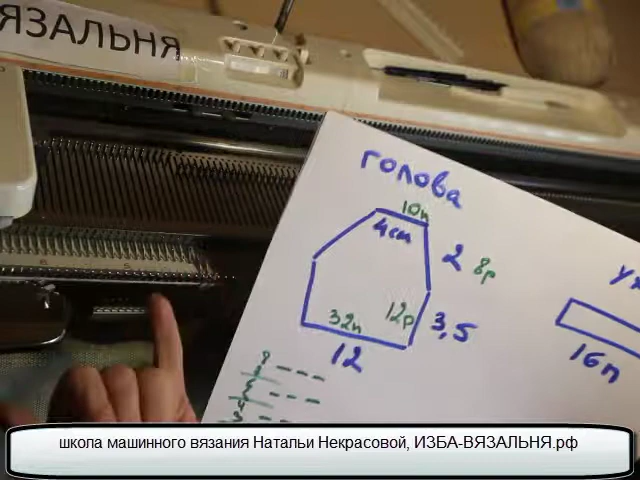 ЯЗАЛЬНЯ
голова
10п
4см
2 8р
32п
12р 3,5
12
16п
школа машинного вязания Натальи Некрасовой, ИЗБА-ВЯЗАЛЬНЯ.рф